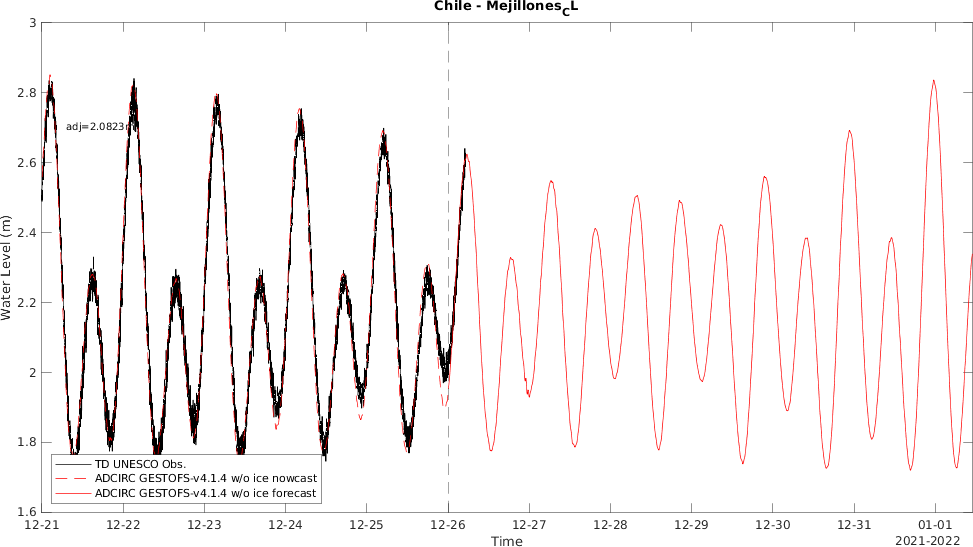 Chile - Mejillones_CL
Water Level (m)
3
2.8
2.6
2.4
2.2
2
1.8
1.6
adj=2.0823
TD UNESCO Obs.
ADCIRC GESTOFS-v4.1.4 w/o ice nowcast
ADCIRC GESTOFS-v4.1.4 w/o ice forecast
12-21 12-22 12-23 12-24 12-25 12-26 12-27 12-28 12-29 12-30 12-31 01-01
Time
2021-2022